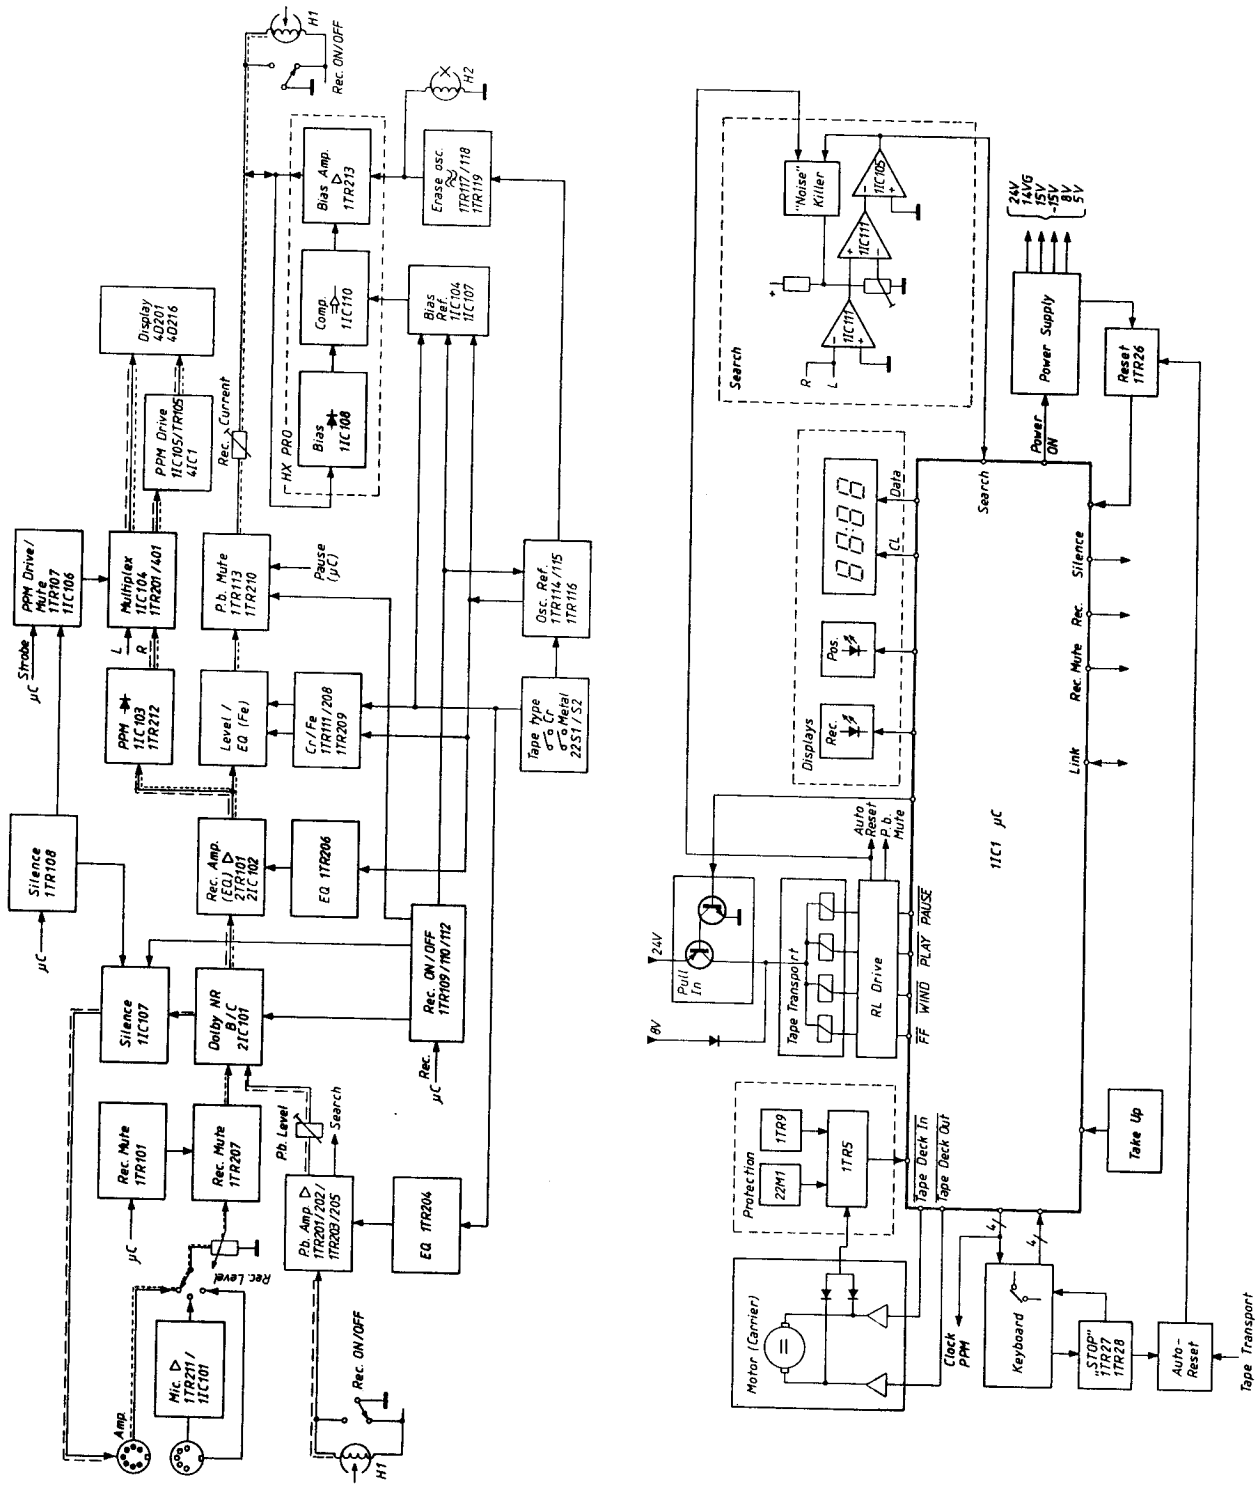 H1
Rec. ON/OFF
H2
Bias Amp.
1TR213
Erase osc.
1TR117/118
1TR119
HX PRO
Comp.
1IC110
Bias
Ref.
1IC104
1IC107
Bias
1IC108
Display
4D201
4D216
PPM Drive
1IC105/TR105
4IC1
Rec. Current
PPM Drive/
Mute
1TR107
1IC106
Multiplex
1IC104
1TR201/401
P.b. Mute
1TR113
1TR210
Pause
(µC)
Osc. Ref.
1TR114/115
1TR116
µC Strobe
L
R
PPM
1IC103
1TR212
Level/
EQ (Fe)
Cr/Fe
1TR111/208
1TR209
Tape type
Cr
Metal
22S1/S2
Silence
1TR108
µC
Rec. Amp.
(EQ)
2TR101
2IC102
EQ 1TR206
Rec. ON/OFF
1TR109/110/112
µC Rec.
Silence
1IC107
Dolby NR
B/C
2IC101
Rec. Mute
1TR101
µC
Rec. Mute
1TR207
Pb. Level
Search
P.b. Amp.
1TR201/202/
1TR203/205
EQ 1TR204
Rec. Level
Mic.
1TR211/
1IC101
Amp.
Rec. ON/OFF
H1
Search
"Noise"
Killer
1IC105
1IC111
1IC111
+
R
L
24V
14VG
15V
-15V
8V
5V
Power Supply
Reset
1TR26
Power
ON
Search
Displays
Data
CL
88:88
Pos.
Rec.
Silence
Rec.
Rec. Mute
Link
1IC1 µC
Auto
Reset
P.b.
Mute
24V
8V
Pull
In
Tape Transport
RL Drive
PAUSE
PLAY
WIND
FF
Protection
1TR9
22M1
1TR5
Tape Deck In
Tape Deck Out
Take Up
Motor (Carrier)
Clock
PPM
4
4
Keyboard
„STOP"
1TR27
1TR28
Auto-
Reset
Tape Transport